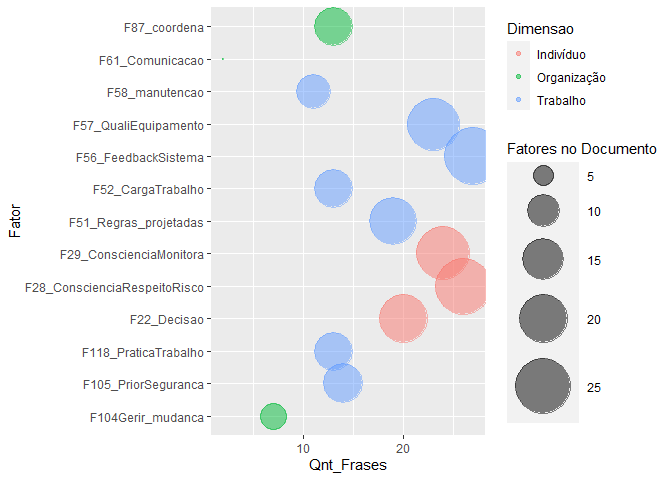 Fator
F87_coordena
F61_Comunicacao
F58_manutencao
F57_QualiEquipamento
F56_FeedbackSistema
F52_CargaTrabalho
F51_Regras_projetadas
F29_ConscienciaMonitora
F28_ConscienciaRespeitoRisco
F22_Decisao
F118_PraticaTrabalho
F105_PriorSeguranca
F104Gerir_mudanca
10 20
Qnt_Frases
Dimensao
Indivíduo
Organização
Trabalho
Fatores no Documento
5
10
15
20
25